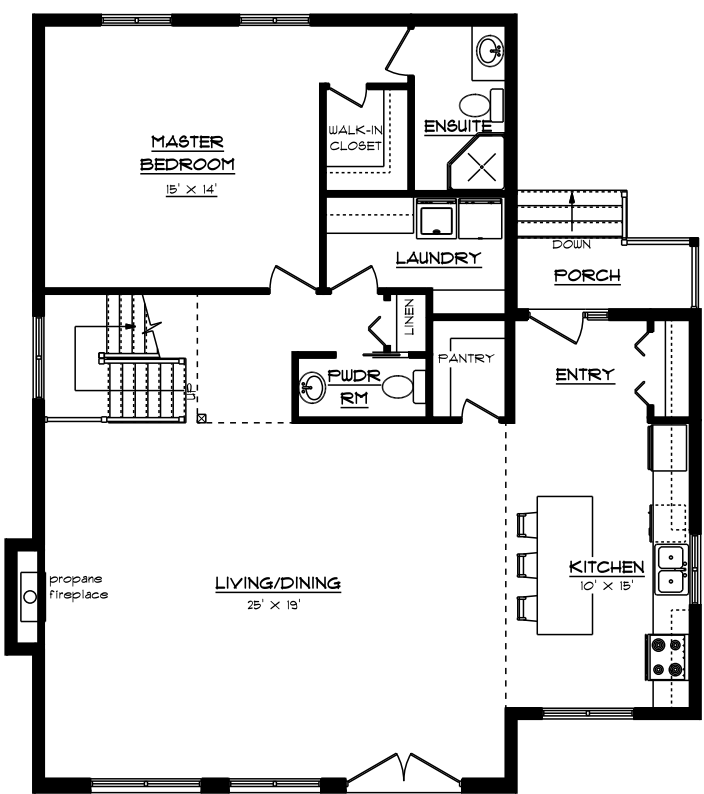 MASTER
BEDROOM
15' X 14'
WALK-IN
CLOSET
ENSUITE
LAUNDRY
DOWN
PORCH
LINEN
PANTRY
ENTRY
PWDR
RM
UP
propane
fireplace
LIVING/DINING
25' X 19'
KITCHEN
10' X 15'